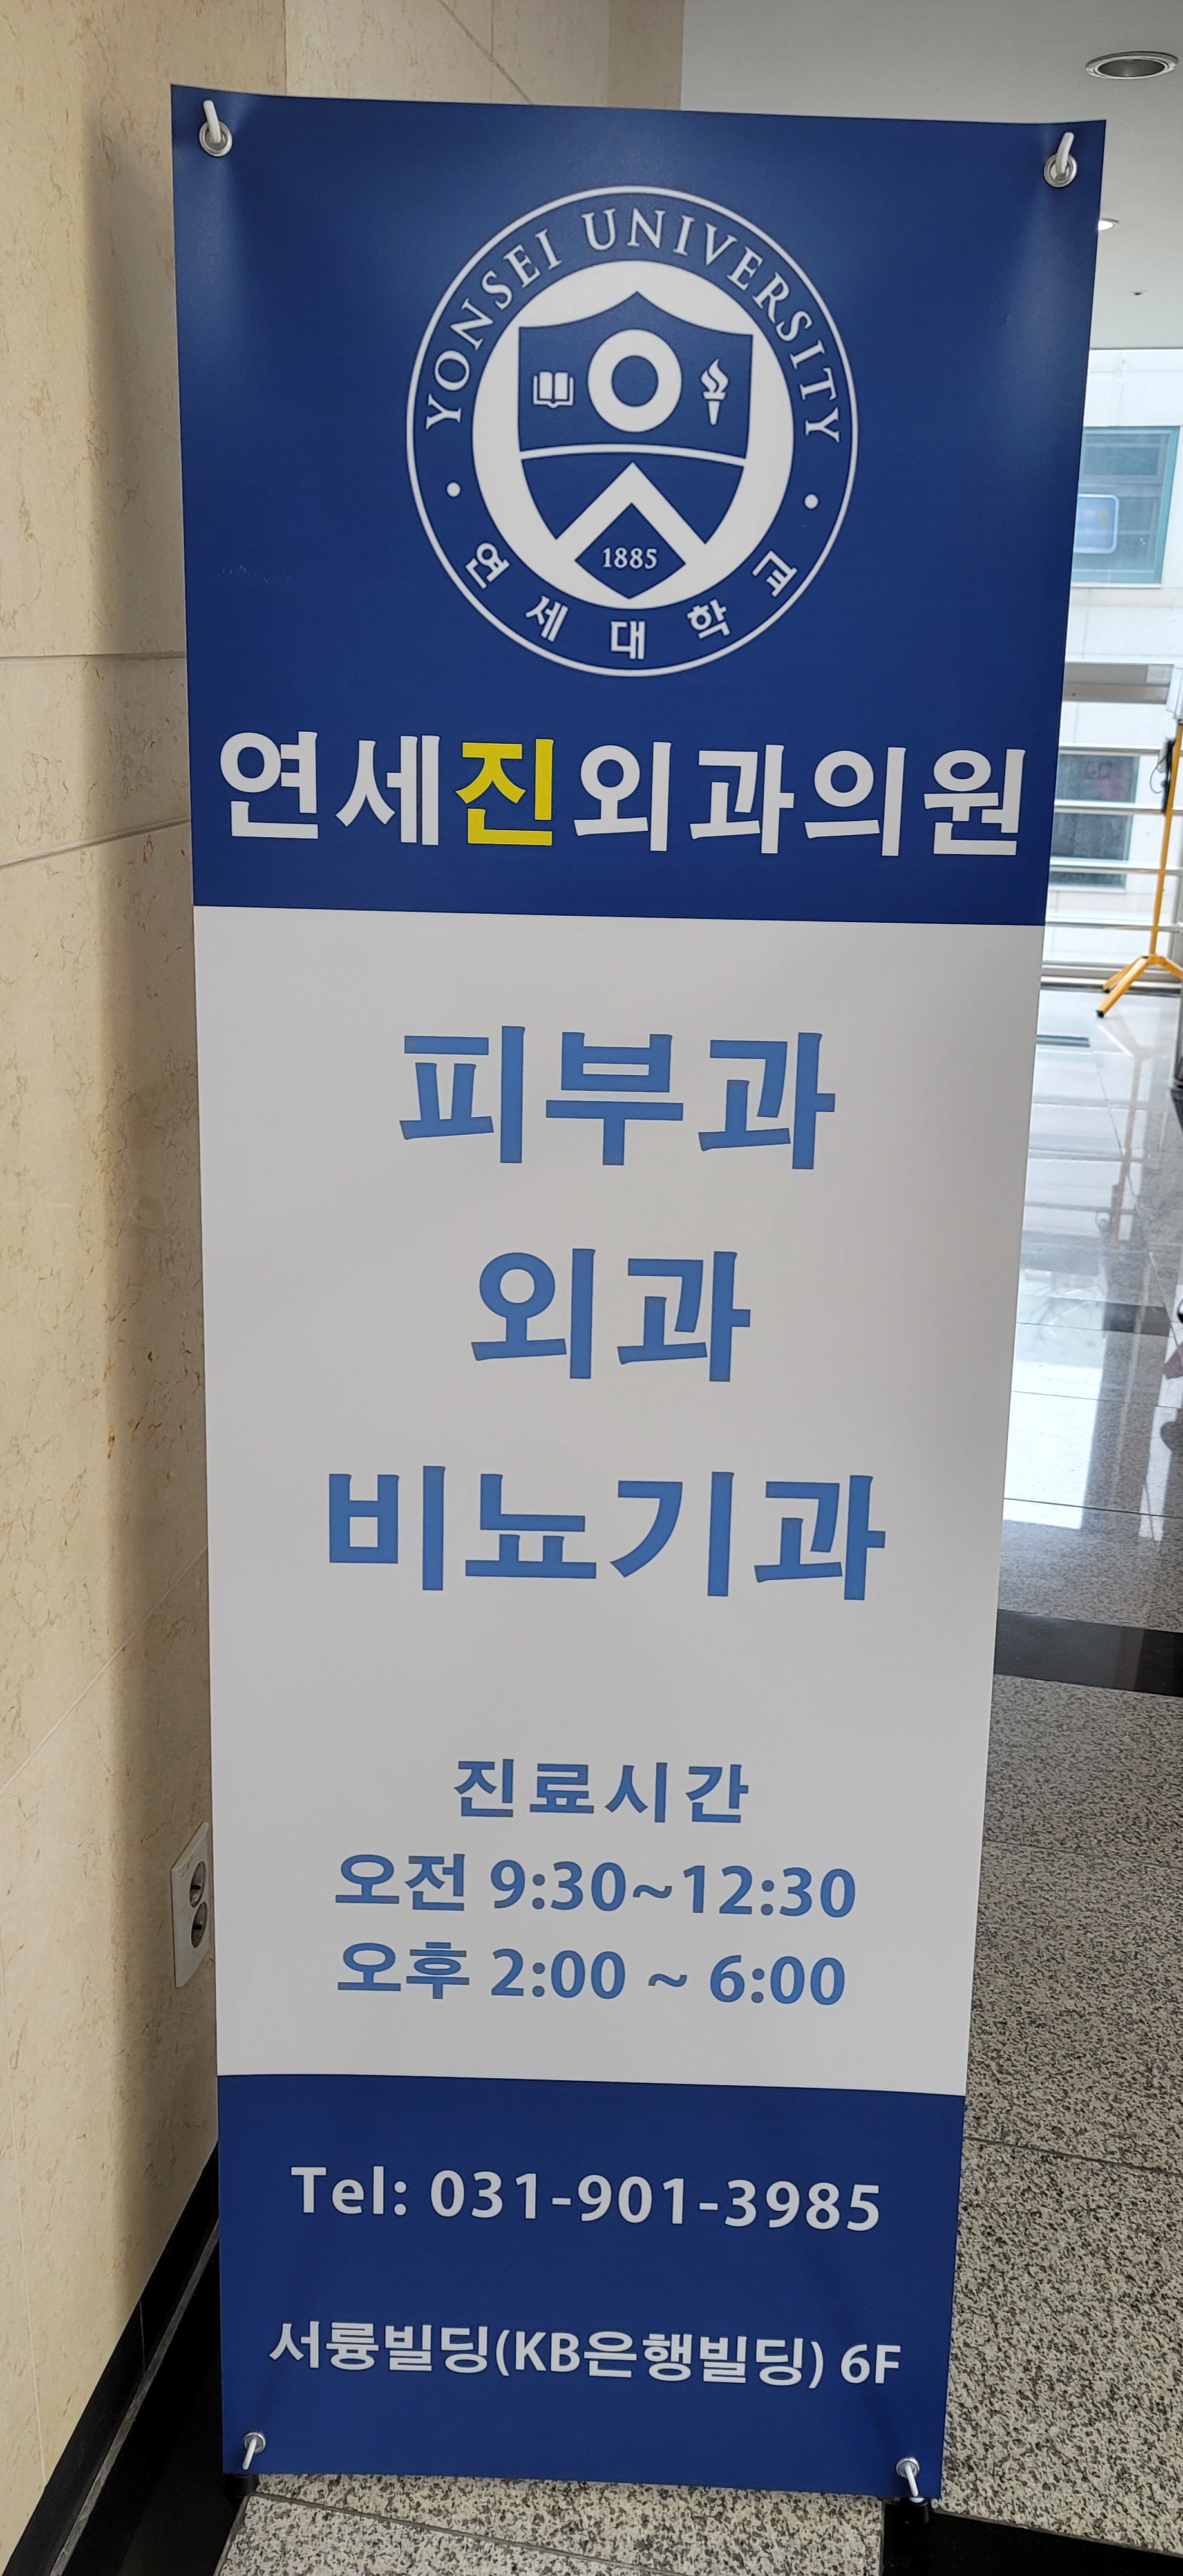 YONSEI UNIVERSITY
1885
연세대학교
연세진외과의원
피부과
외과
비뇨기과
진료시간
오전 9:30~12:30
오후 2:00 ~ 6:00
Tel: 031-901-3985
서륭빌딩(KB은행빌딩) 6F